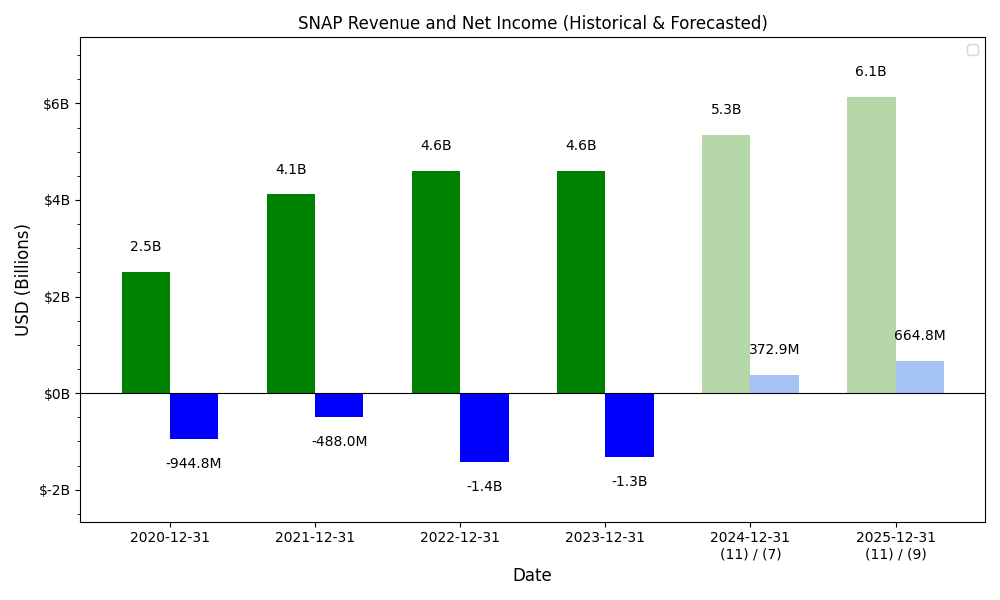 SNAP Revenue and Net Income (Historical & Forecasted)
USD (Billions)
$6B
$4B
$2B
$0B
$-2B
2.5B
4.1B
4.6B
4.6B
5.3B
6.1B
-944.8M
-488.0M
-1.4B
-1.3B
372.9M
664.8M
2020-12-31
2021-12-31
2022-12-31
2023-12-31
2024-12-31
(11) / (7)
2025-12-31
(11) / (9)
Date